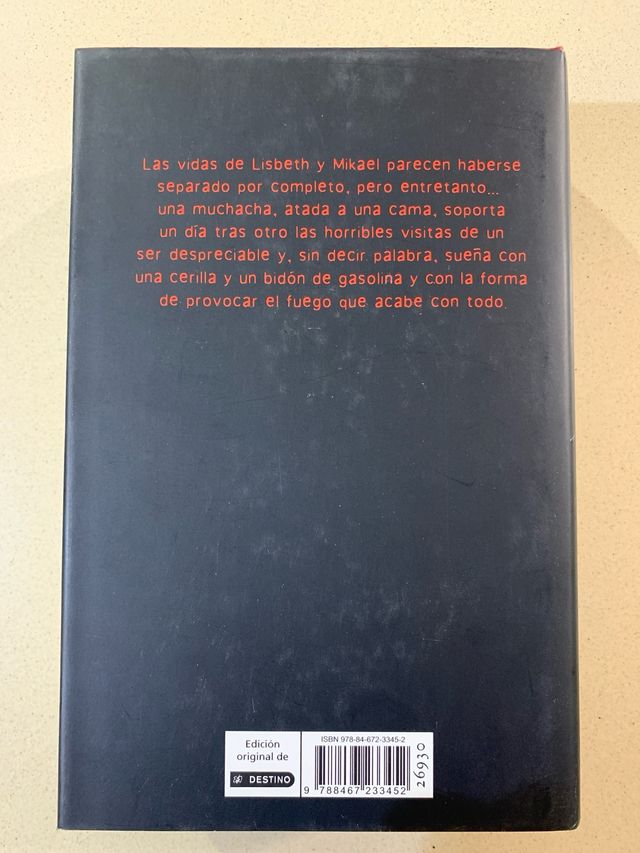 Las vidas de Lisbeth y Mikael parecen haberse
separado por completo, pero entretanto...
una muchacha, atada a una cama, soporta
un día tras otro las horribles visitas de un
ser despreciable y, sin decir palabra, sueña con
una cerilla y un bidón de gasolina y con la forma
de provocar el fuego que acabe con todo.
Edición
original de
DESTINO
ISBN 978-84-672-3345-2
9 788467 233452
26930